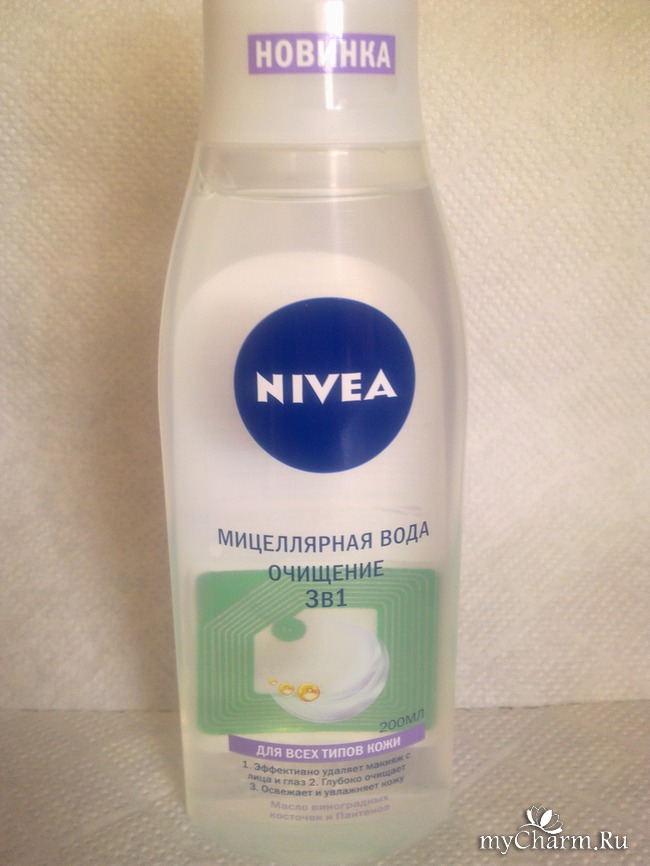 НОВИНКА
NIVEA
МИЦЕЛЛЯРНАЯ ВОДА
ОЧИЩЕНИЕ
3В1
200МЛ
ДЛЯ ВСЕХ ТИПОВ КОЖИ
1. Эффективно удаляет макияж с
лица и глаз 2. Глубоко очищает
3. Освежает и увлажняет кожу
Масло виноградных
косточек и Пантенол
myCharm.Ru